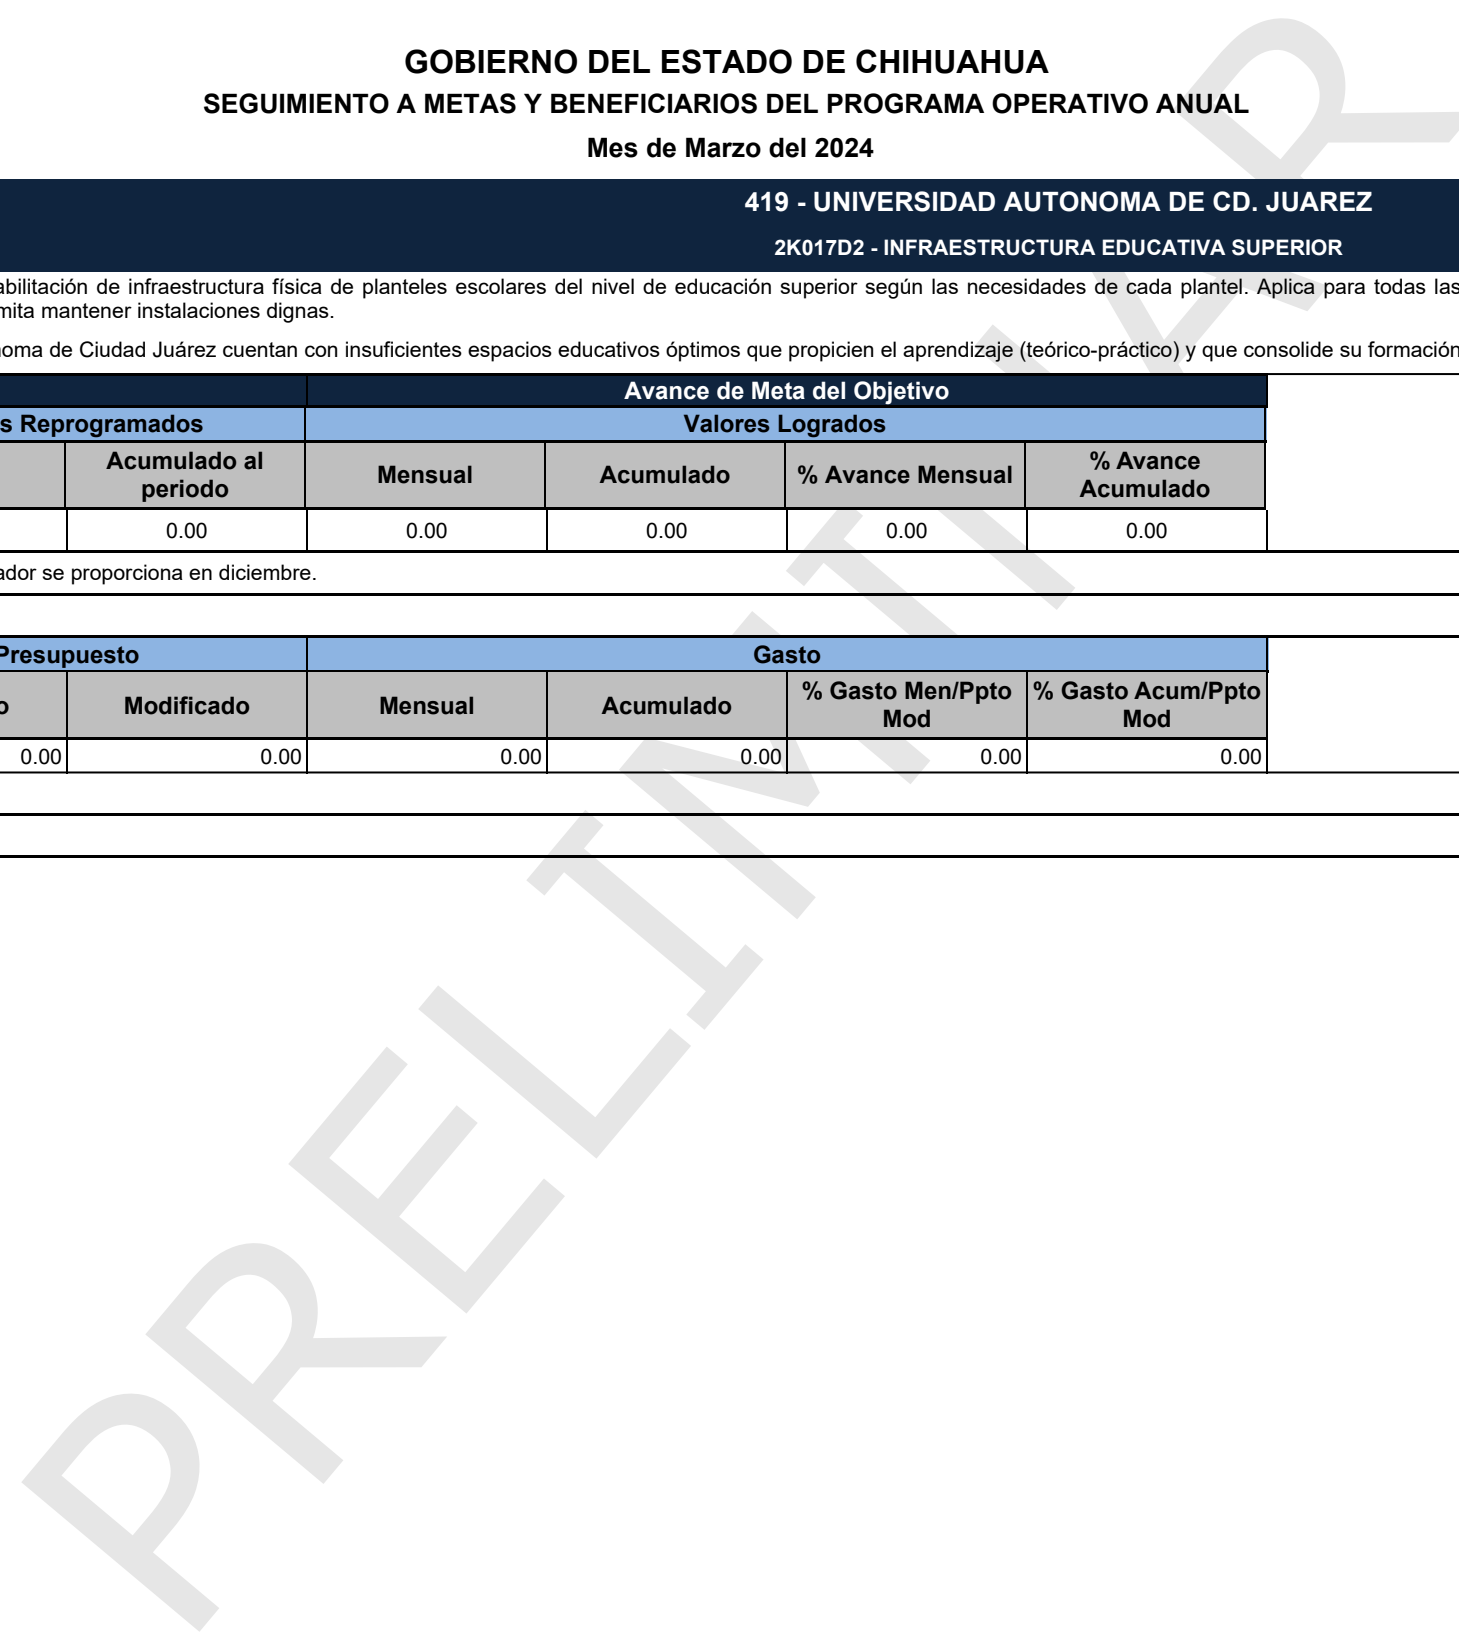 GOBIERNO DEL ESTADO DE CHIHUAHUA
SEGUIMIENTO A METAS Y BENEFICIARIOS DEL PROGRAMA OPERATIVO ANUAL
Mes de Marzo del 2024
419 - UNIVERSIDAD AUTONOMA DE CD. JUAREZ
2K017D2 - INFRAESTRUCTURA EDUCATIVA SUPERIOR
abilitación de infraestructura física de planteles escolares del nivel de educación superior según las necesidades de cada plantel. Aplica para todas las
mita mantener instalaciones dignas.
noma de Ciudad Juárez cuentan con insuficientes espacios educativos óptimos que propicien el aprendizaje (teórico-práctico) y que consolide su formación
Avance de Meta del Objetivo
s Reprogramados Valores Logrados
Acumulado al periodo Mensual Acumulado % Avance Mensual % Avance Acumulado
0.00 0.00 0.00 0.00 0.00
ador se proporciona en diciembre.
Presupuesto Gasto
o Modificado Mensual Acumulado % Gasto Men/Ppto Mod % Gasto Acum/Ppto Mod
0.00 0.00 0.00 0.00 0.00 0.00
PRELIMINAR